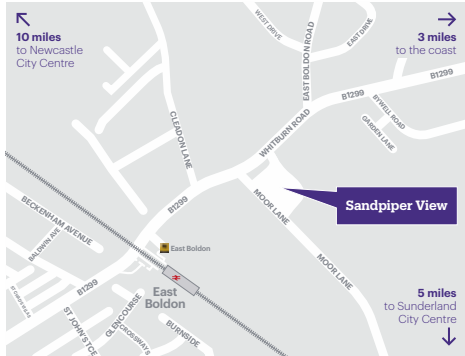 10 miles
to Newcastle
City Centre
WEST DRIVE
EAST BOLDON ROAD
EAST DRIVE
3 miles
to the coast
B1299
B1299
BYWELL ROAD
GARDEN LANE
CLEADON LANE
WHITBURN ROAD
MOOR LANE
Sandpiper View
B1299
BECKENHAM AVENUE
BALDWIN AVE
East Boldon
MOOR LANE
B1299
East
Boldon
ST JOHN'S TCE
GLENCOURSE
CROSSWAYS
BURNSIDE
5 miles
to Sunderland
City Centre